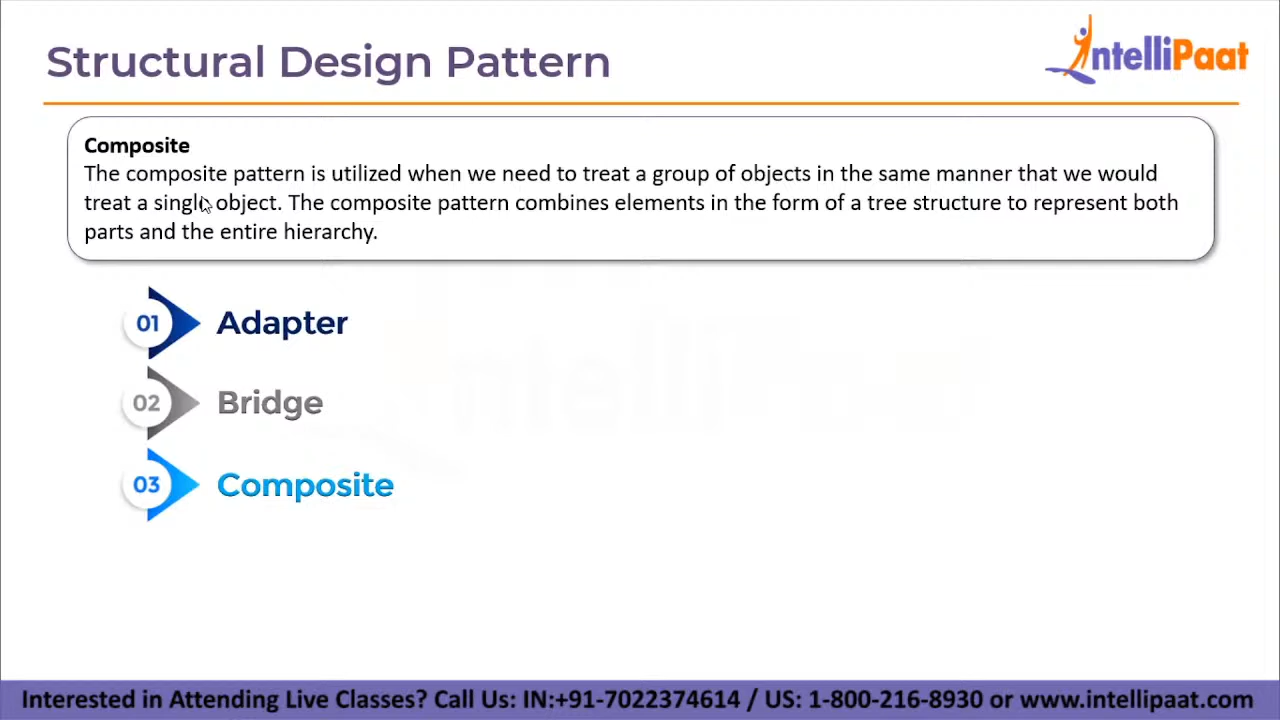 Structural Design Pattern
IntelliPaat
Composite
The composite pattern is utilized when we need to treat a group of objects in the same manner that we would
treat a single object. The composite pattern combines elements in the form of a tree structure to represent both
parts and the entire hierarchy.
01 Adapter
02 Bridge
03 Composite
Interested in Attending Live Classes? Call Us: IN:+91-7022374614 / US: 1-800-216-8930 or www.intellipaat.com